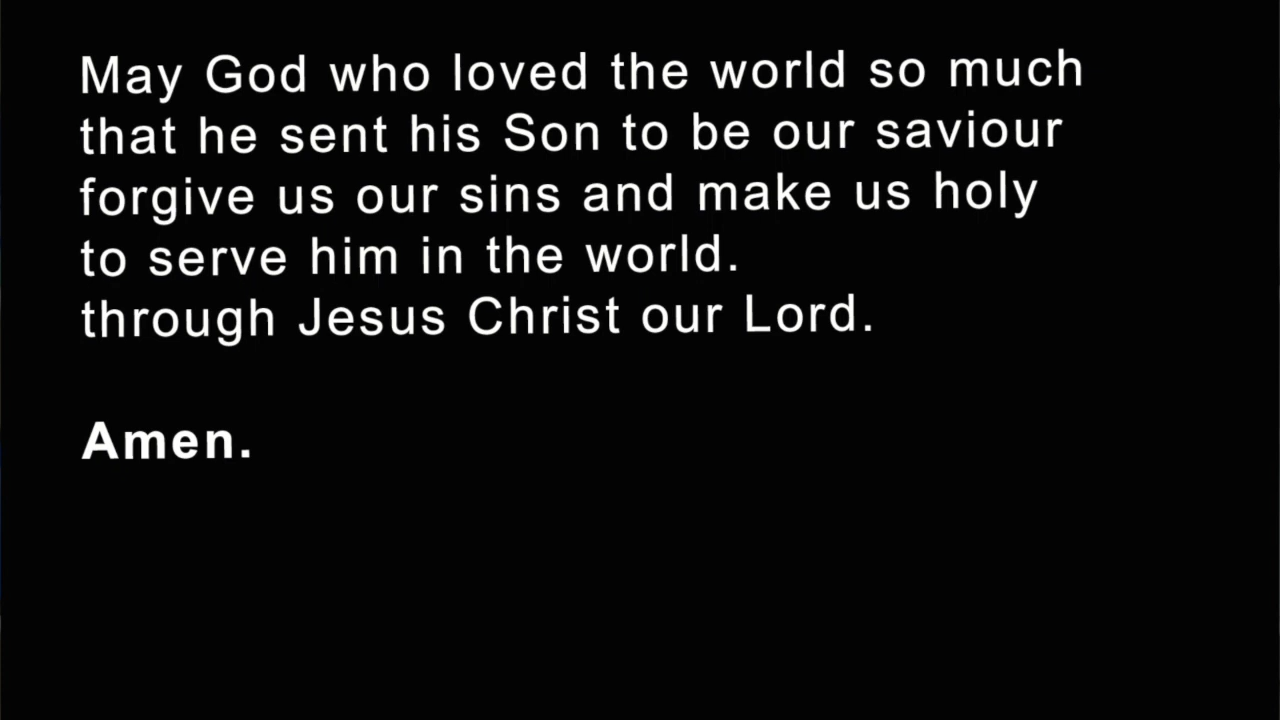 May God who loved the world so much
that he sent his Son to be our saviour
forgive us our sins and make us holy
to serve him in the world.
through Jesus Christ our Lord.
Amen.